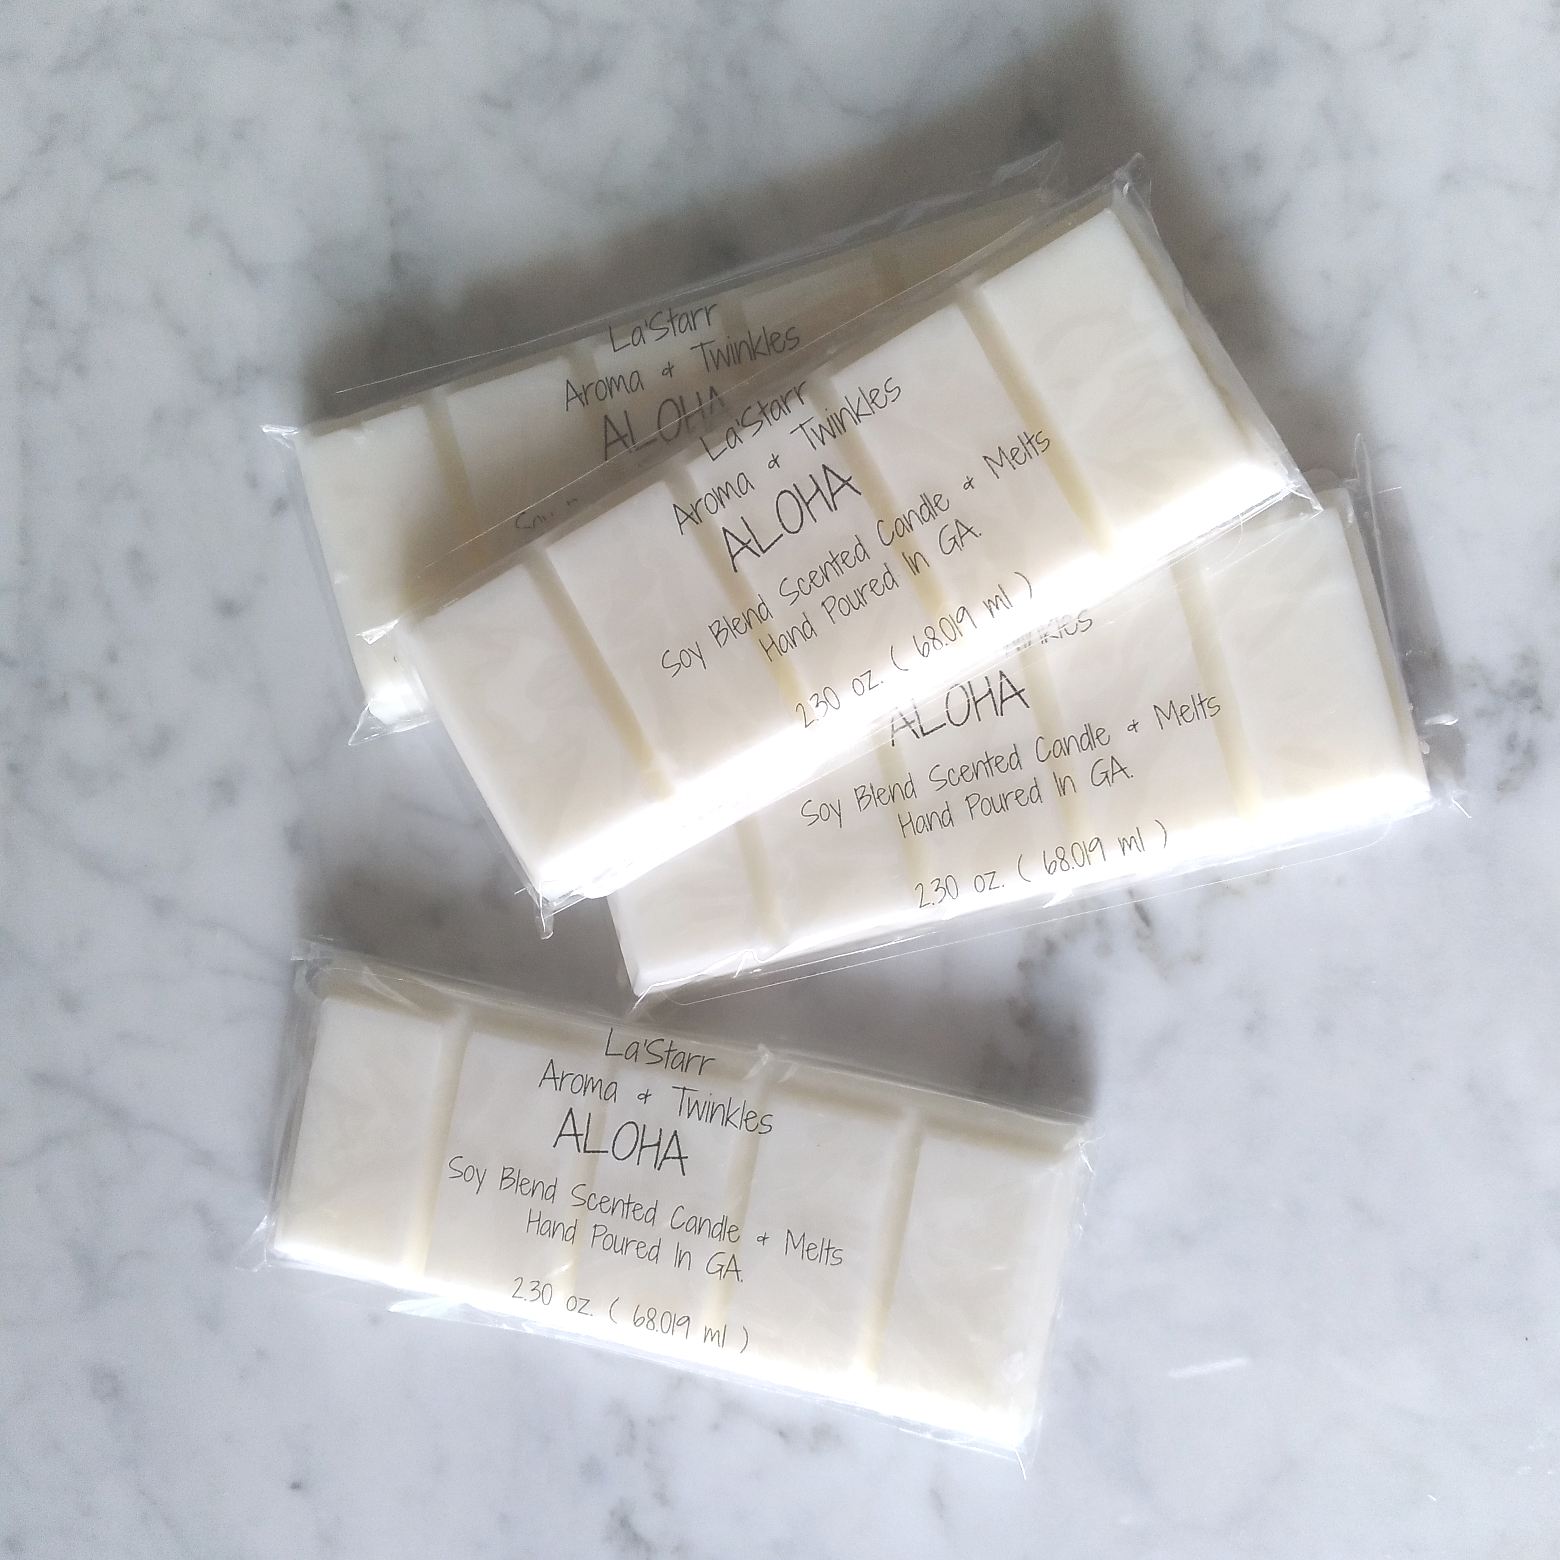 La'Starr
Aroma & Twinkles
ALOHA
La'Starr
Aroma & Twinkles
ALOHA
Soy Blend Scented Candle & Melts
Hand Poured In GA.
2.30 oz. ( 68.019 ml )
ALOHA
Soy Blend Scented Candle & Melts
Hand Poured In GA.
2.30 oz. ( 68.019 ml )
La'Starr
Aroma & Twinkles
ALOHA
Soy Blend Scented Candle & Melts
Hand Poured In GA.
2.30 oz. ( 68.019 ml )